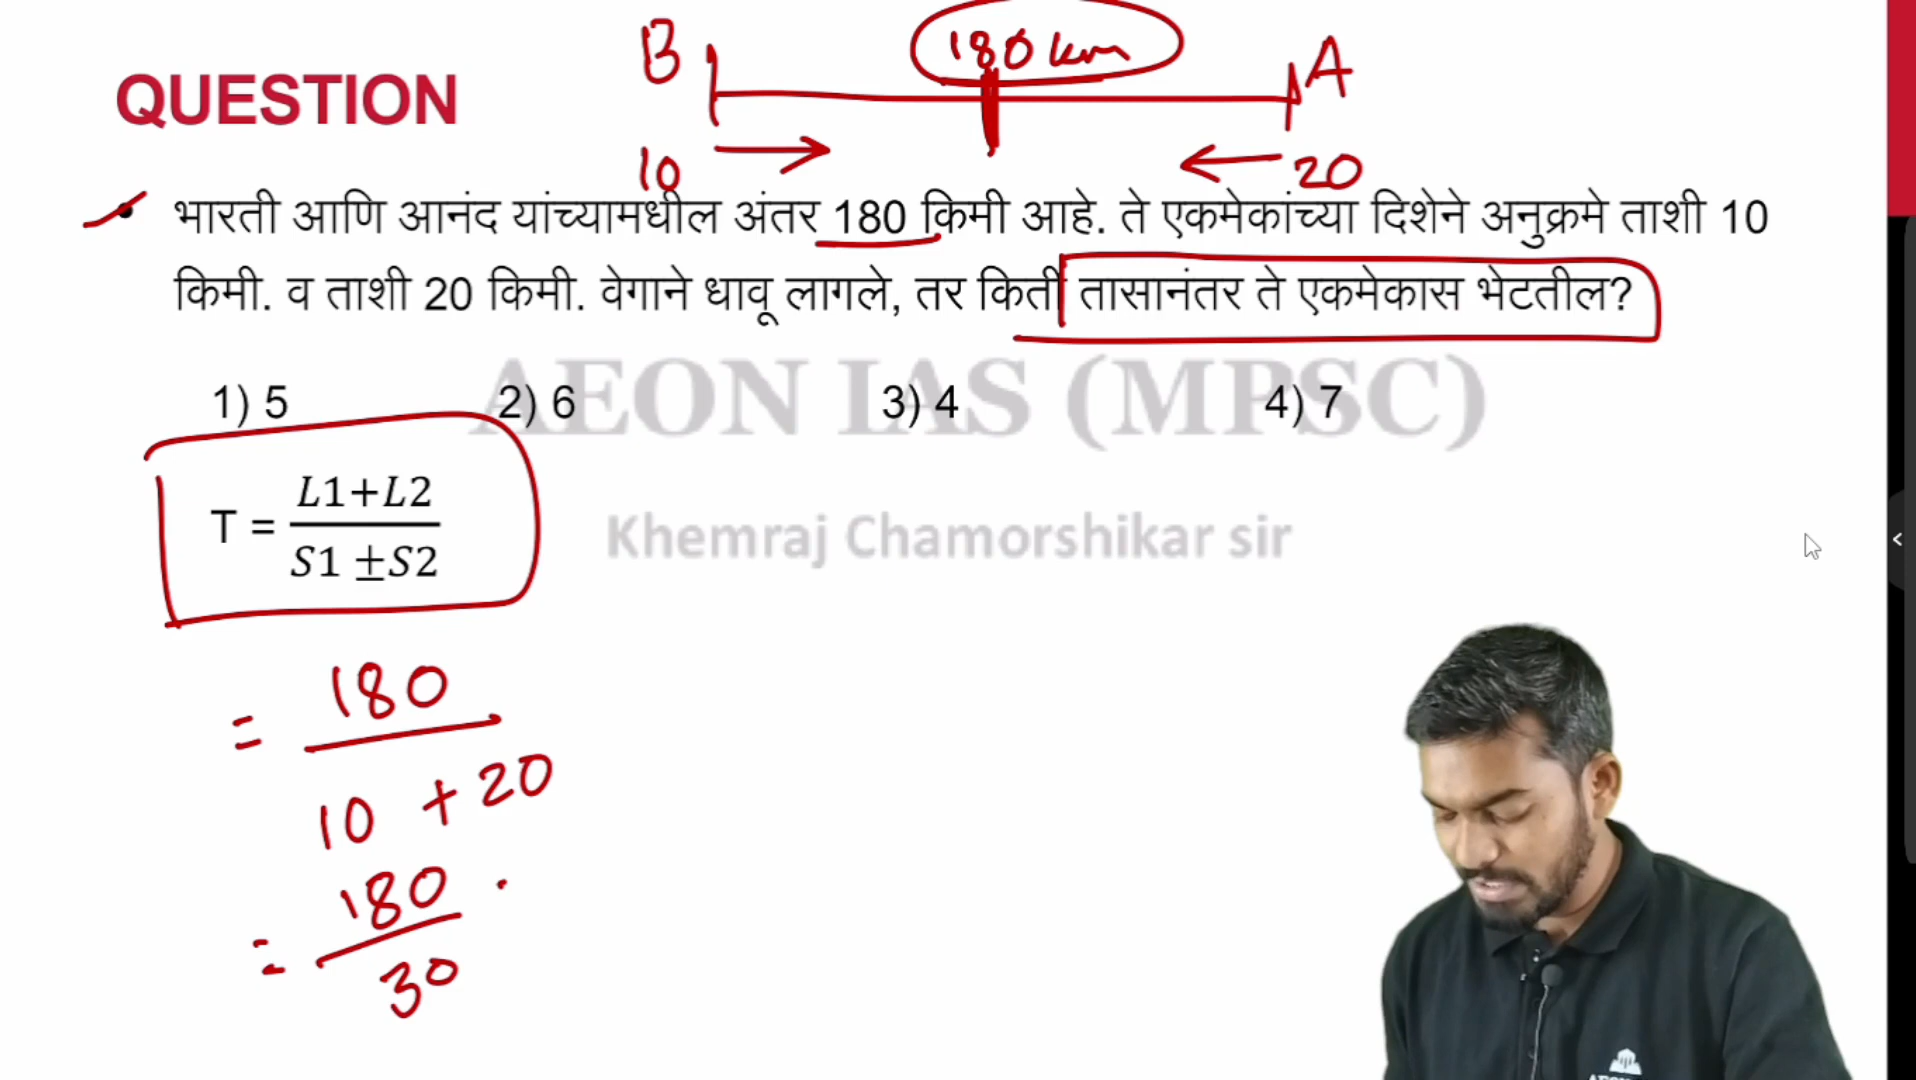 B 180 km A
QUESTION
10 20
• भारती आणि आनंद यांच्यामधील अंतर 180 किमी आहे. ते एकमेकांच्या दिशेने अनुक्रमे ताशी 10
किमी. व ताशी 20 किमी. वेगाने धावू लागले, तर किती तासानंतर ते एकमेकास भेटतील?
1) 5 2) 6 3) 4 4) 7
AEON IAS (MPSC)
T = L1+L2
S1 ±S2
Khemraj Chamorshikar sir
= 180
10 + 20
= 180
30